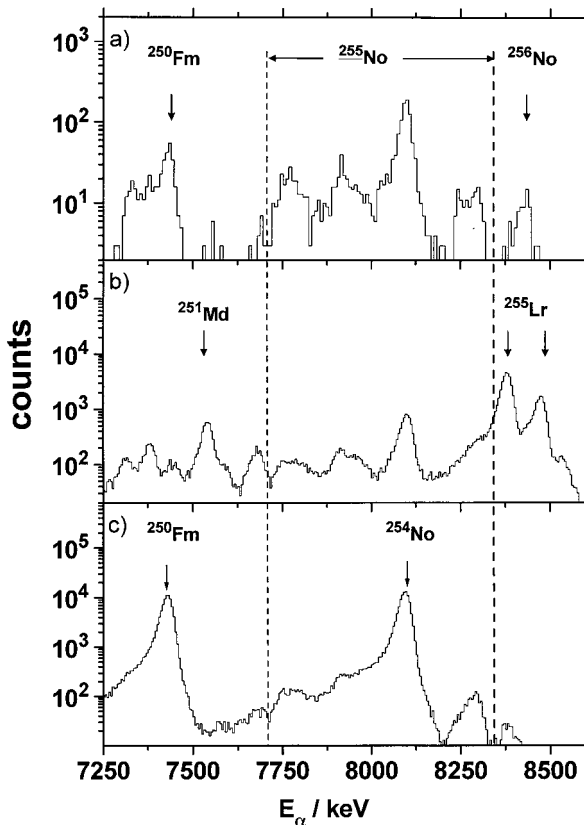 a)
²⁵⁰Fm
²⁵⁵No
²⁵⁶No
10³
10²
10¹
b)
²⁵¹Md
²⁵⁵Lr
10⁵
10⁴
10³
10²
counts
c)
²⁵⁰Fm
²⁵⁴No
10⁵
10⁴
10³
10²
7250 7500 7750 8000 8250 8500
E_α / keV